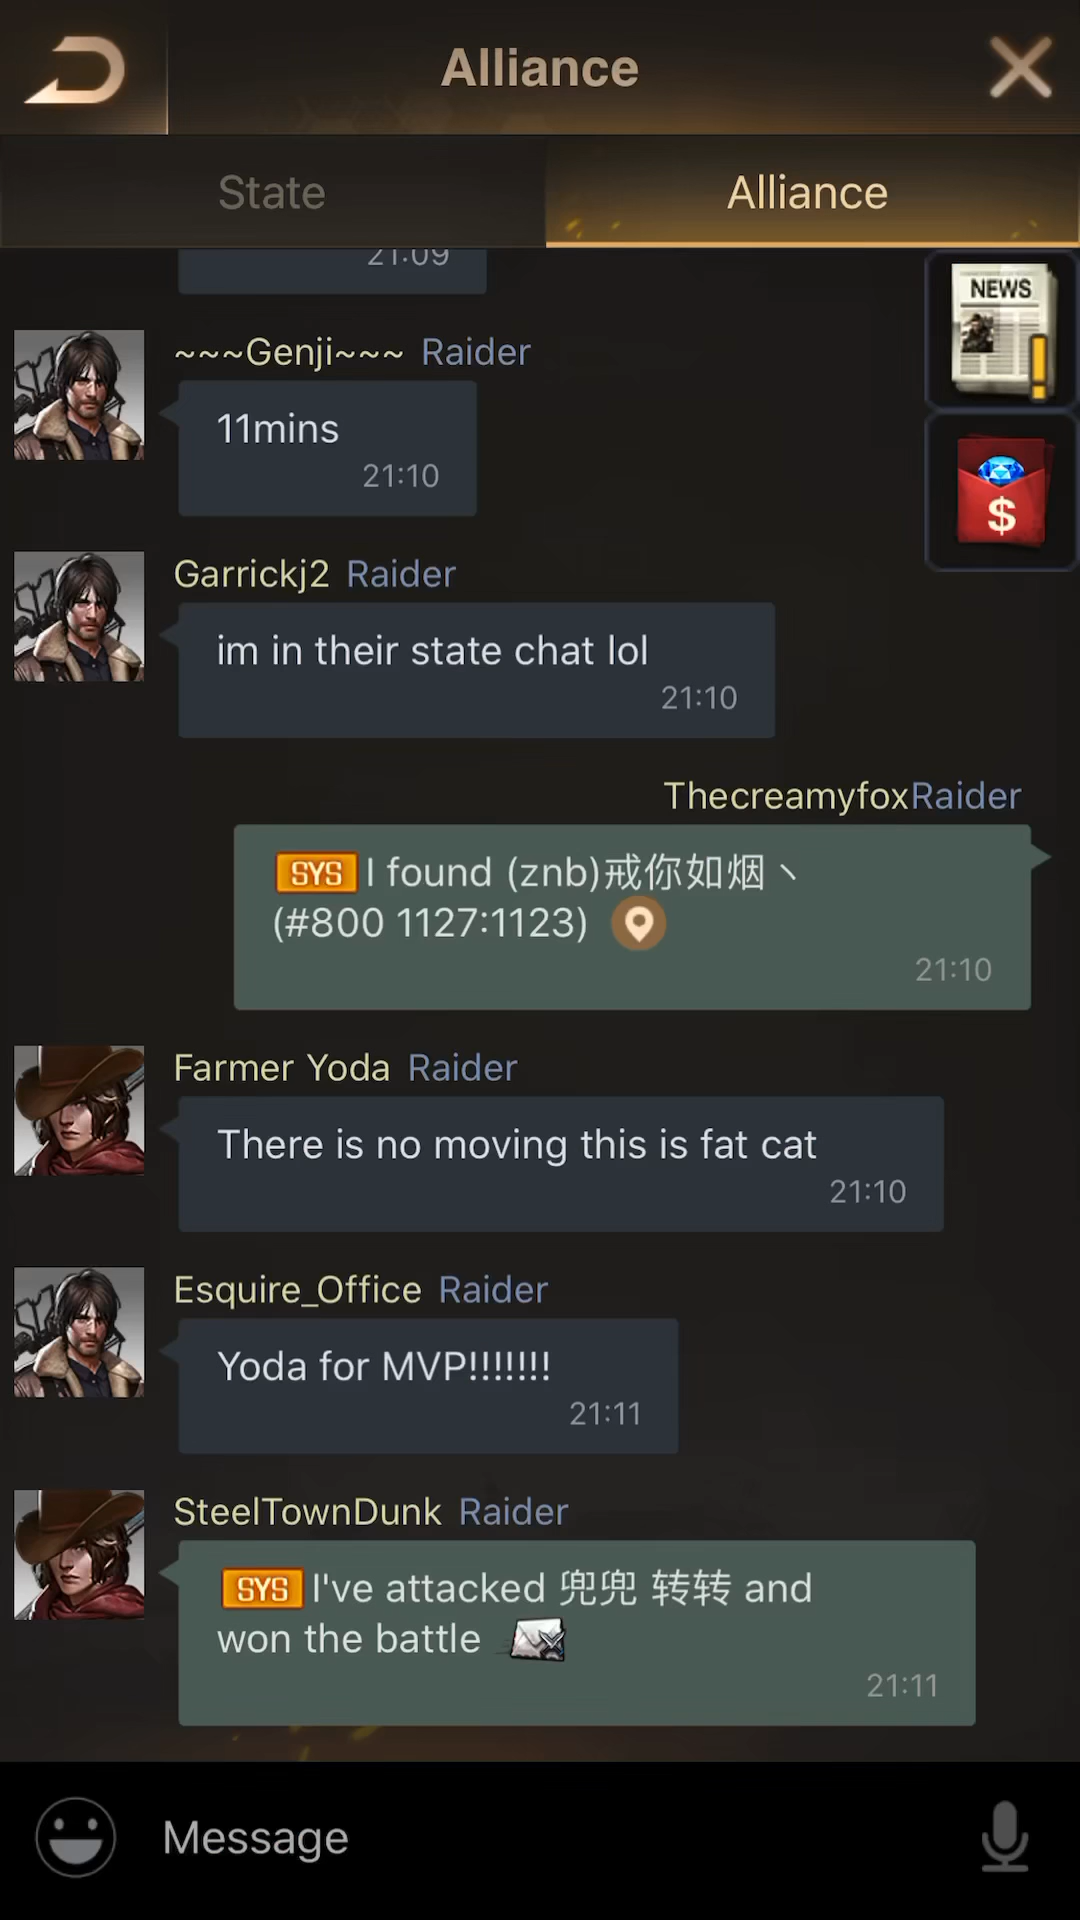 Alliance
State
Alliance
21:09
NEWS
~~~Genji~~~ Raider
11mins
21:10
$
Garrickj2 Raider
im in their state chat lol
21:10
ThecreamyfoxRaider
SYS I found (znb)戒你如烟丶
(#800 1127:1123)
21:10
Farmer Yoda Raider
There is no moving this is fat cat
21:10
Esquire_Office Raider
Yoda for MVP!!!!!!!
21:11
SteelTownDunk Raider
SYS I've attacked 兜兜 转转 and
won the battle
21:11
Message